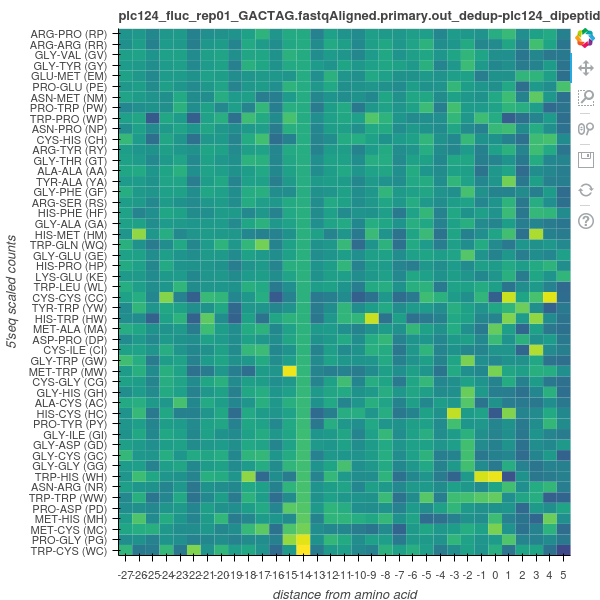 plc124_fluc_rep01_GACTAG.fastqAligned.primary.out_dedup-plc124_dipeptid
ARG-PRO (RP)
ARG-ARG (RR)
GLY-VAL (GV)
GLY-TYR (GY)
GLU-MET (EM)
PRO-GLU (PE)
ASN-MET (NM)
PRO-TRP (PW)
TRP-PRO (WP)
ASN-PRO (NP)
CYS-HIS (CH)
ARG-TYR (RY)
GLY-THR (GT)
ALA-ALA (AA)
TYR-ALA (YA)
GLY-PHE (GF)
ARG-SER (RS)
HIS-PHE (HF)
GLY-ALA (GA)
HIS-MET (HM)
TRP-GLN (WQ)
GLY-GLU (GE)
HIS-PRO (HP)
LYS-GLU (KE)
TRP-LEU (WL)
CYS-CYS (CC)
TYR-TRP (YW)
HIS-TRP (HW)
MET-ALA (MA)
ASP-PRO (DP)
CYS-ILE (CI)
GLY-TRP (GW)
MET-TRP (MW)
CYS-GLY (CG)
GLY-HIS (GH)
ALA-CYS (AC)
HIS-CYS (HC)
PRO-TYR (PY)
GLY-ILE (GI)
GLY-ASP (GD)
GLY-CYS (GC)
GLY-GLY (GG)
TRP-HIS (WH)
ASN-ARG (NR)
TRP-TRP (WW)
PRO-ASP (PD)
MET-HIS (MH)
MET-CYS (MC)
PRO-GLY (PG)
TRP-CYS (WC)
5'seq scaled counts
-27-26-25-24-23-22-21-20-19-18-17-16-15-14-13-12-11-10-9 -8 -7 -6 -5 -4 -3 -2 -1 0 1 2 3 4 5
distance from amino acid